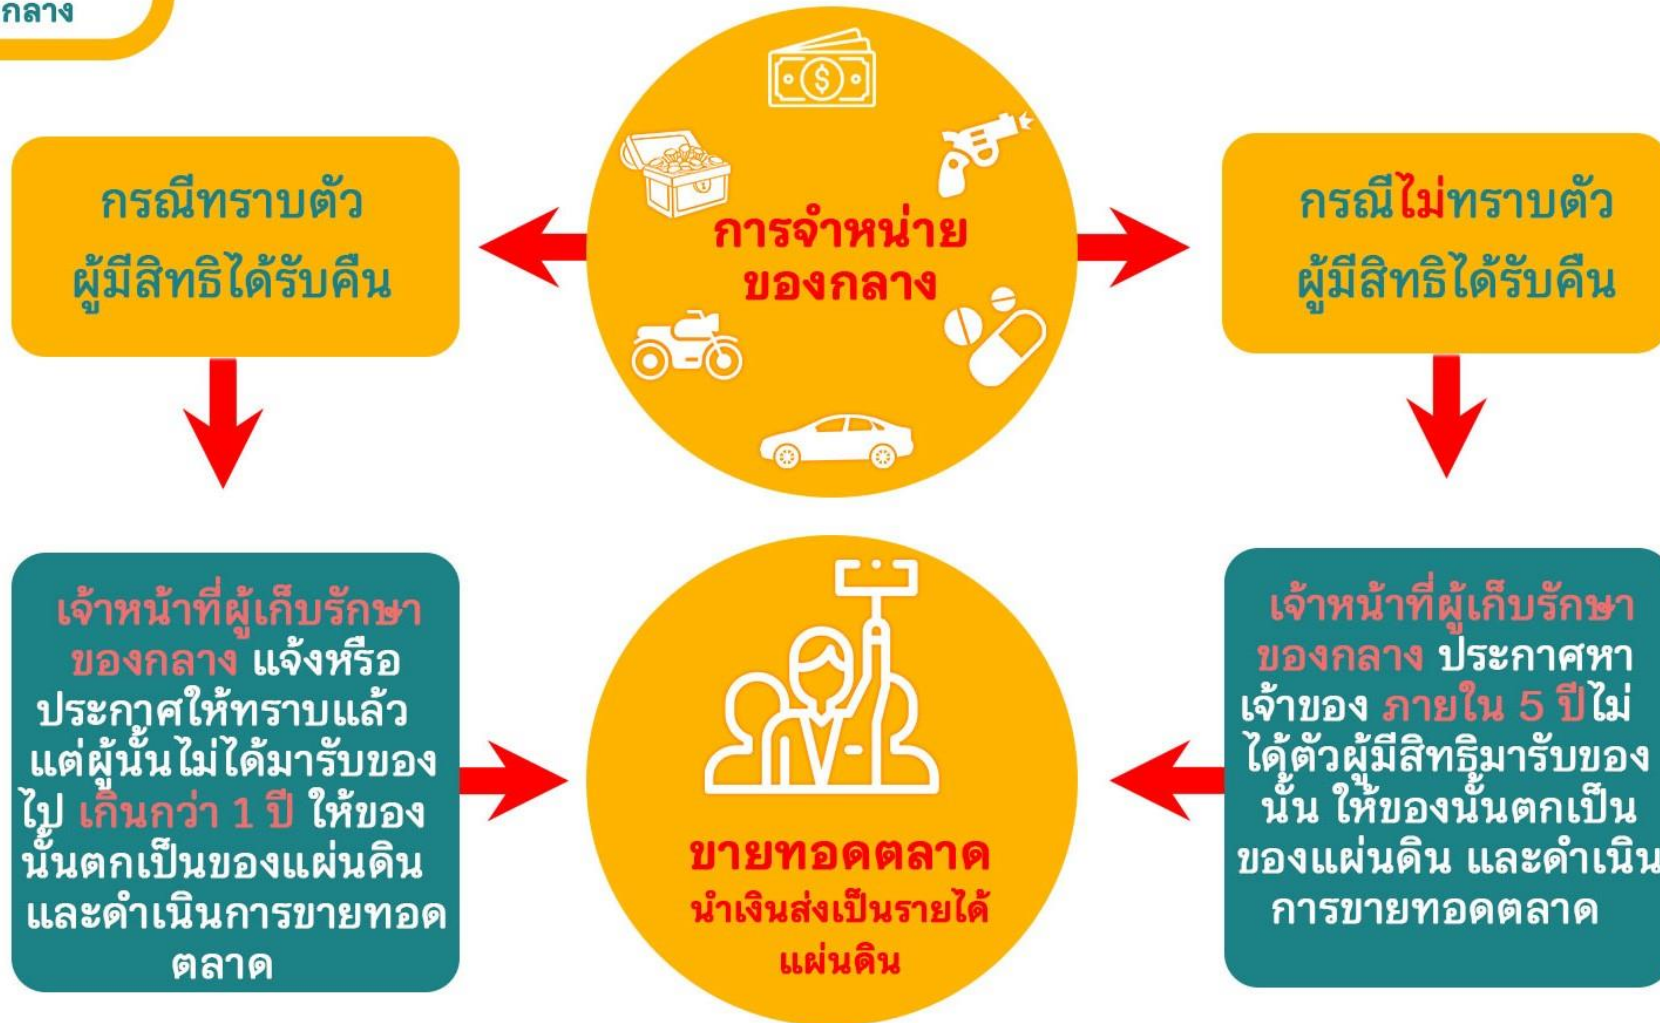 กลาง
การจำหน่าย
ของกลาง
กรณีทราบตัว
ผู้มีสิทธิได้รับคืน
กรณีไม่ทราบตัว
ผู้มีสิทธิได้รับคืน
เจ้าหน้าที่ผู้เก็บรักษา
ของกลาง แจ้งหรือ
ประกาศให้ทราบแล้ว
แต่ผู้นั้นไม่ได้มารับของ
ไป เกินกว่า 1 ปี ให้ของ
นั้นตกเป็นของแผ่นดิน
และดำเนินการขายทอด
ตลาด
ขายทอดตลาด
นำเงินส่งเป็นรายได้
แผ่นดิน
เจ้าหน้าที่ผู้เก็บรักษา
ของกลาง ประกาศหา
เจ้าของ ภายใน 5 ปีไม่
ได้ตัวผู้มีสิทธิมารับของ
นั้น ให้ของนั้นตกเป็น
ของแผ่นดิน และดำเนิน
การขายทอดตลาด